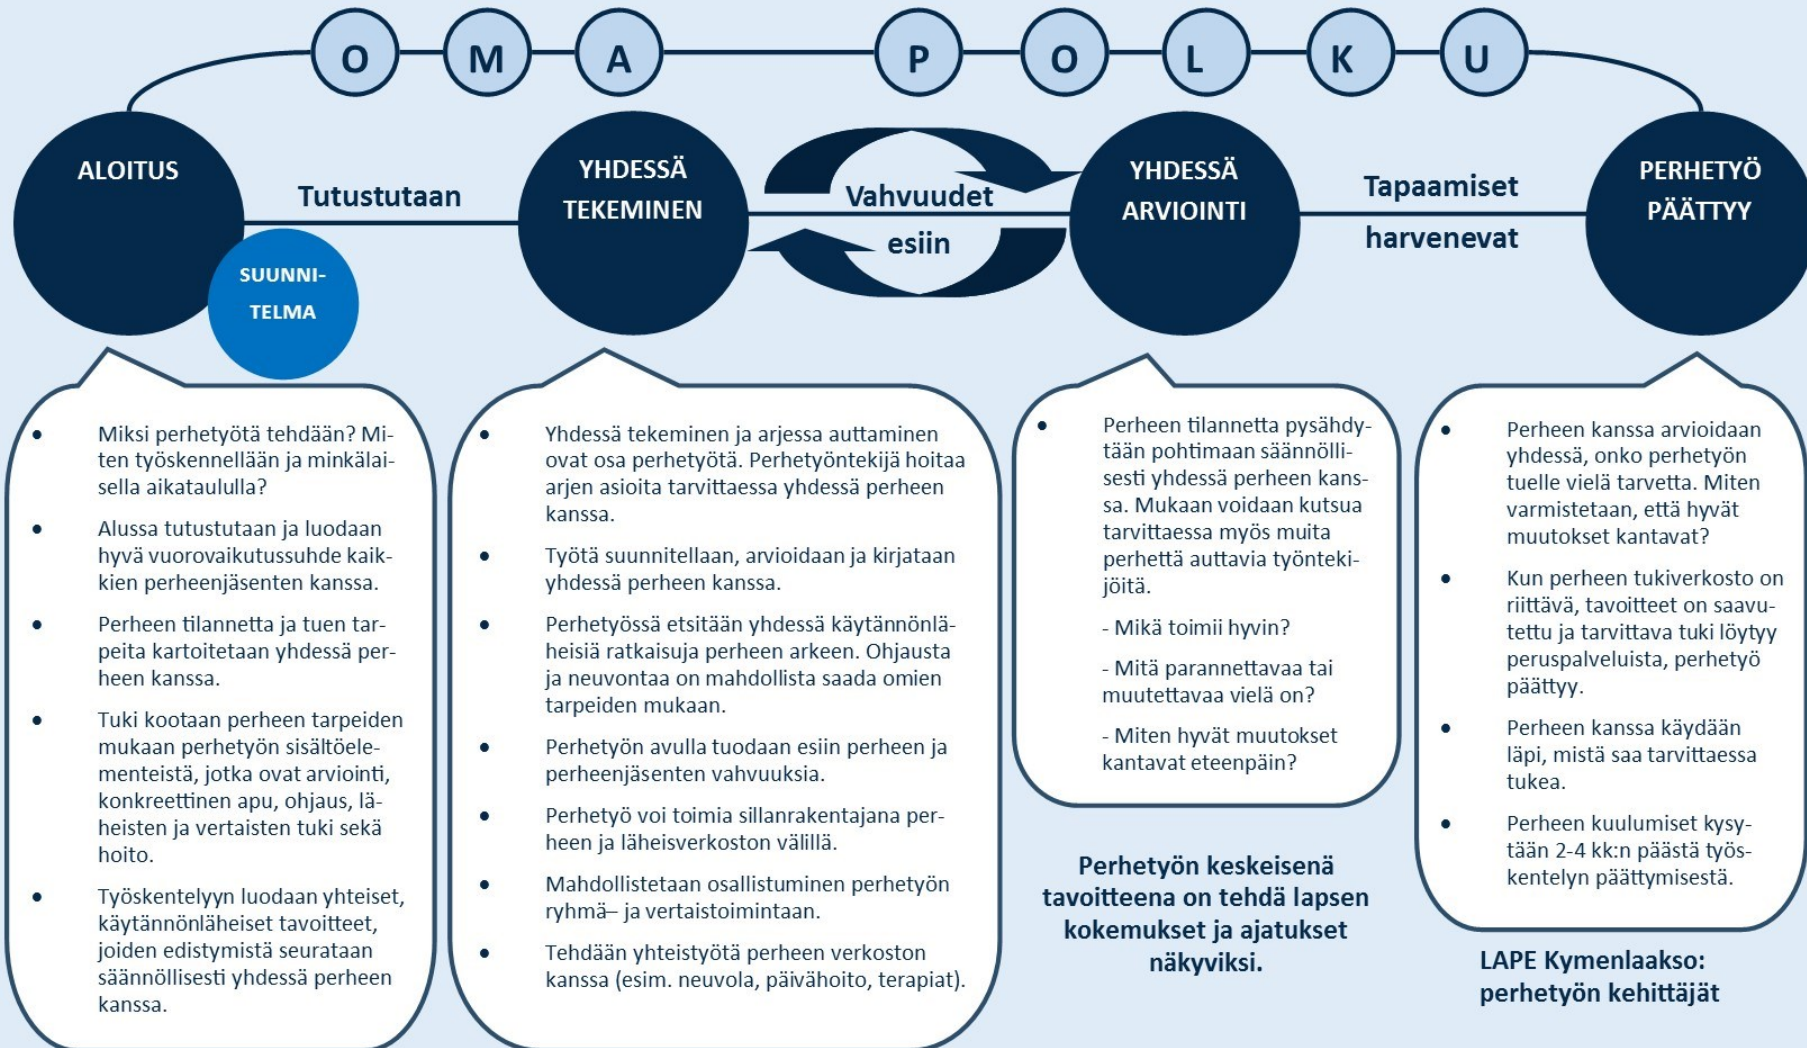 O M A P O L K U
ALOITUS
SUUNNI-
TELMA
Tutustutaan
YHDESSÄ
TEKEMINEN
Vahvuudet
esiin
YHDESSÄ
ARVIOINTI
Tapaamiset
harvenevat
PERHETYÖ
PÄÄTTYY
• Miksi perhetyötä tehdään? Mi-
ten työskennellään ja minkälai-
sella aikataululla?
• Alussa tutustutaan ja luodaan
hyvä vuorovaikutussuhde kaik-
kien perheenjäsenten kanssa.
• Perheen tilannetta ja tuen tar-
peita kartoitetaan yhdessä per-
heen kanssa.
• Tuki kootaan perheen tarpeiden
mukaan perhetyön sisältöele-
menteistä, jotka ovat arviointi,
konkreettinen apu, ohjaus, lä-
heisten ja vertaisten tuki sekä
hoito.
• Työskentelyyn luodaan yhteiset,
käytännönläheiset tavoitteet,
joiden edistymistä seurataan
säännöllisesti yhdessä perheen
kanssa.
• Yhdessä tekeminen ja arjessa auttaminen
ovat osa perhetyötä. Perhetyöntekijä hoitaa
arjen asioita tarvittaessa yhdessä perheen
kanssa.
• Työtä suunnitellaan, arvioidaan ja kirjataan
yhdessä perheen kanssa.
• Perhetyössä etsitään yhdessä käytännönlä-
heisiä ratkaisuja perheen arkeen. Ohjausta
ja neuvontaa on mahdollista saada omien
tarpeiden mukaan.
• Perhetyön avulla tuodaan esiin perheen ja
perheenjäsenten vahvuuksia.
• Perhetyö voi toimia sillanrakentajana per-
heen ja läheisverkoston välillä.
• Mahdollistetaan osallistuminen perhetyön
ryhmä– ja vertaistoimintaan.
• Tehdään yhteistyötä perheen verkoston
kanssa (esim. neuvola, päivähoito, terapiat).
• Perheen tilannetta pysähdy-
tään pohtimaan säännölli-
sesti yhdessä perheen kans-
sa. Mukaan voidaan kutsua
tarvittaessa myös muita
perhettä auttavia työnteki-
jöitä.
- Mikä toimii hyvin?
- Mitä parannettavaa tai
muutettavaa vielä on?
- Miten hyvät muutokset
kantavat eteenpäin?
Perhetyön keskeisenä
tavoitteena on tehdä lapsen
kokemukset ja ajatukset
näkyviksi.
• Perheen kanssa arvioidaan
yhdessä, onko perhetyön
tuelle vielä tarvetta. Miten
varmistetaan, että hyvät
muutokset kantavat?
• Kun perheen tukiverkosto on
riittävä, tavoitteet on saavu-
tettu ja tarvittava tuki löytyy
peruspalveluista, perhetyö
päättyy.
• Perheen kanssa käydään
läpi, mistä saa tarvittaessa
tukea.
• Perheen kuulumiset kysy-
tään 2-4 kk:n päästä työs-
kentelyn päättymisestä.
LAPE Kymenlaakso:
perhetyön kehittäjät